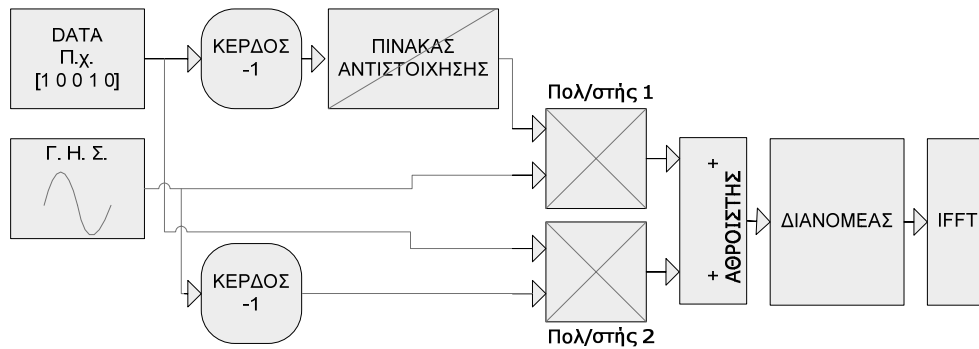 DATA
Π.χ.
[1 0 0 1 0]
ΚΕΡΔΟΣ
-1
ΠΙΝΑΚΑΣ
ΑΝΤΙΣΤΟΙΧΗΣΗΣ
Πολ/στής 1
Γ. Η. Σ.
+
ΑΘΡΟΙΣΤΗΣ
+
ΔΙΑΝΟΜΕΑΣ
IFFT
ΚΕΡΔΟΣ
-1
Πολ/στής 2